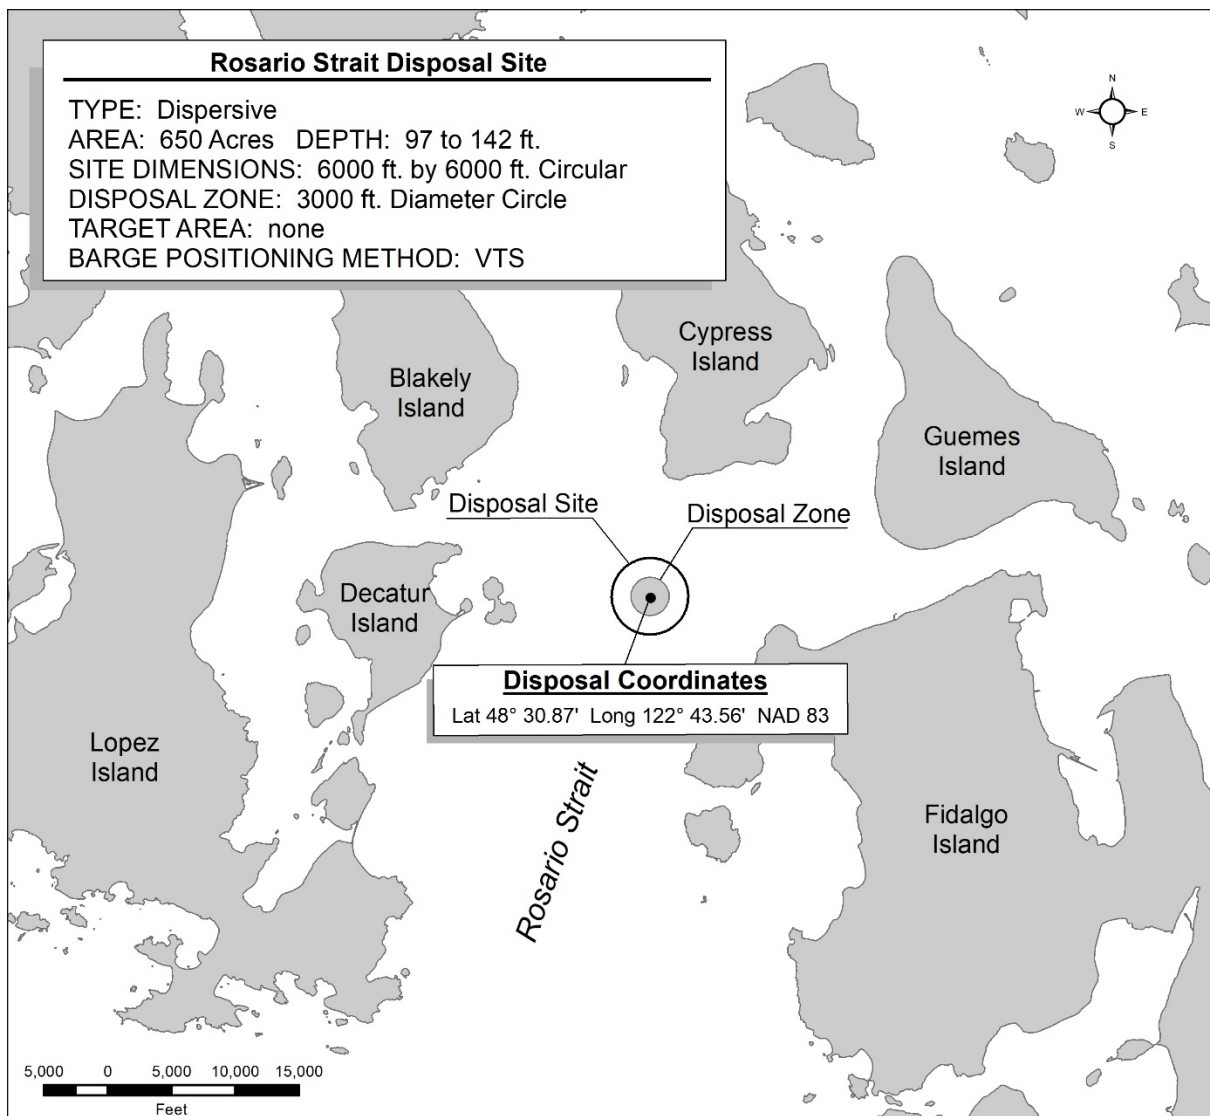 Rosario Strait Disposal Site
TYPE: Dispersive
AREA: 650 Acres DEPTH: 97 to 142 ft.
SITE DIMENSIONS: 6000 ft. by 6000 ft. Circular
DISPOSAL ZONE: 3000 ft. Diameter Circle
TARGET AREA: none
BARGE POSITIONING METHOD: VTS
N
W E
S
Cypress
Island
Blakely
Island
Guemes
Island
Disposal Site
Disposal Zone
Decatur
Island
Disposal Coordinates
Lat 48° 30.87' Long 122° 43.56' NAD 83
Lopez
Island
Rosario Strait
Fidalgo
Island
5,000 0 5,000 10,000 15,000
Feet